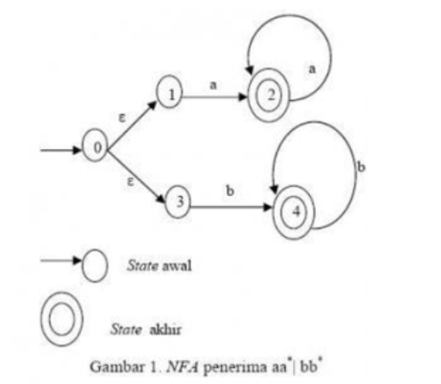 a
1
a
2
ε
0
ε
b
3
b
4
State awal
State akhir
Gambar 1. NFA penerima aa*| bb*